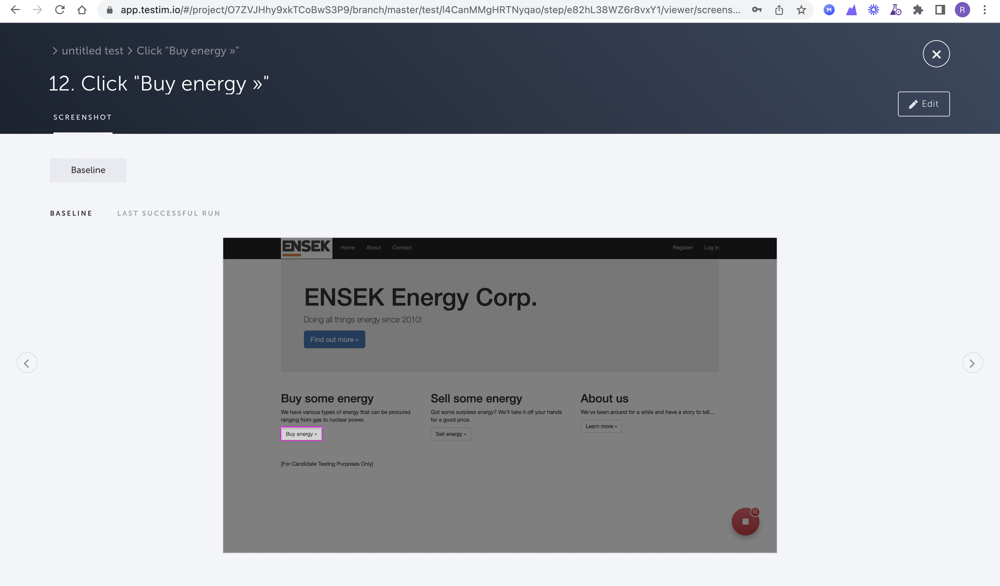 app.testim.io/#/project/O7ZVJHhy9xkTCoBwS3P9/branch/master/test/l4CanMMgHRTNyqao/step/e82hL38WZ6r8vxY1/viewer/screens...
M
R
> untitled test > Click "Buy energy »"
12. Click "Buy energy »"
Edit
SCREENSHOT
Baseline
BASELINE LAST SUCCESSFUL RUN
ENSEK Home About Contact Register Log in
ENSEK Energy Corp.
Doing all things energy since 2010!
Find out more »
Buy some energy
We have various types of energy that can be procured
ranging from gas to nuclear power.
Buy energy »
Sell some energy
Got some surpless energy? We'll take it off your hands
for a good price.
Sell energy »
About us
We've been around for a while and have a story to tell...
Learn more »
[For Candidate Testing Purposes Only]
11